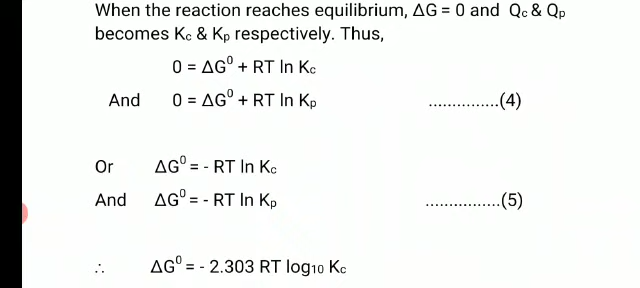 When the reaction reaches equilibrium, ΔG = 0 and Qc & Qp
becomes Kc & Kp respectively. Thus,
0 = ΔG⁰ + RT ln Kc
And 0 = ΔG⁰ + RT ln Kp ...............(4)
Or ΔG⁰ = - RT ln Kc
And ΔG⁰ = - RT ln Kp ................(5)
∴ ΔG⁰ = - 2.303 RT log₁₀ Kc